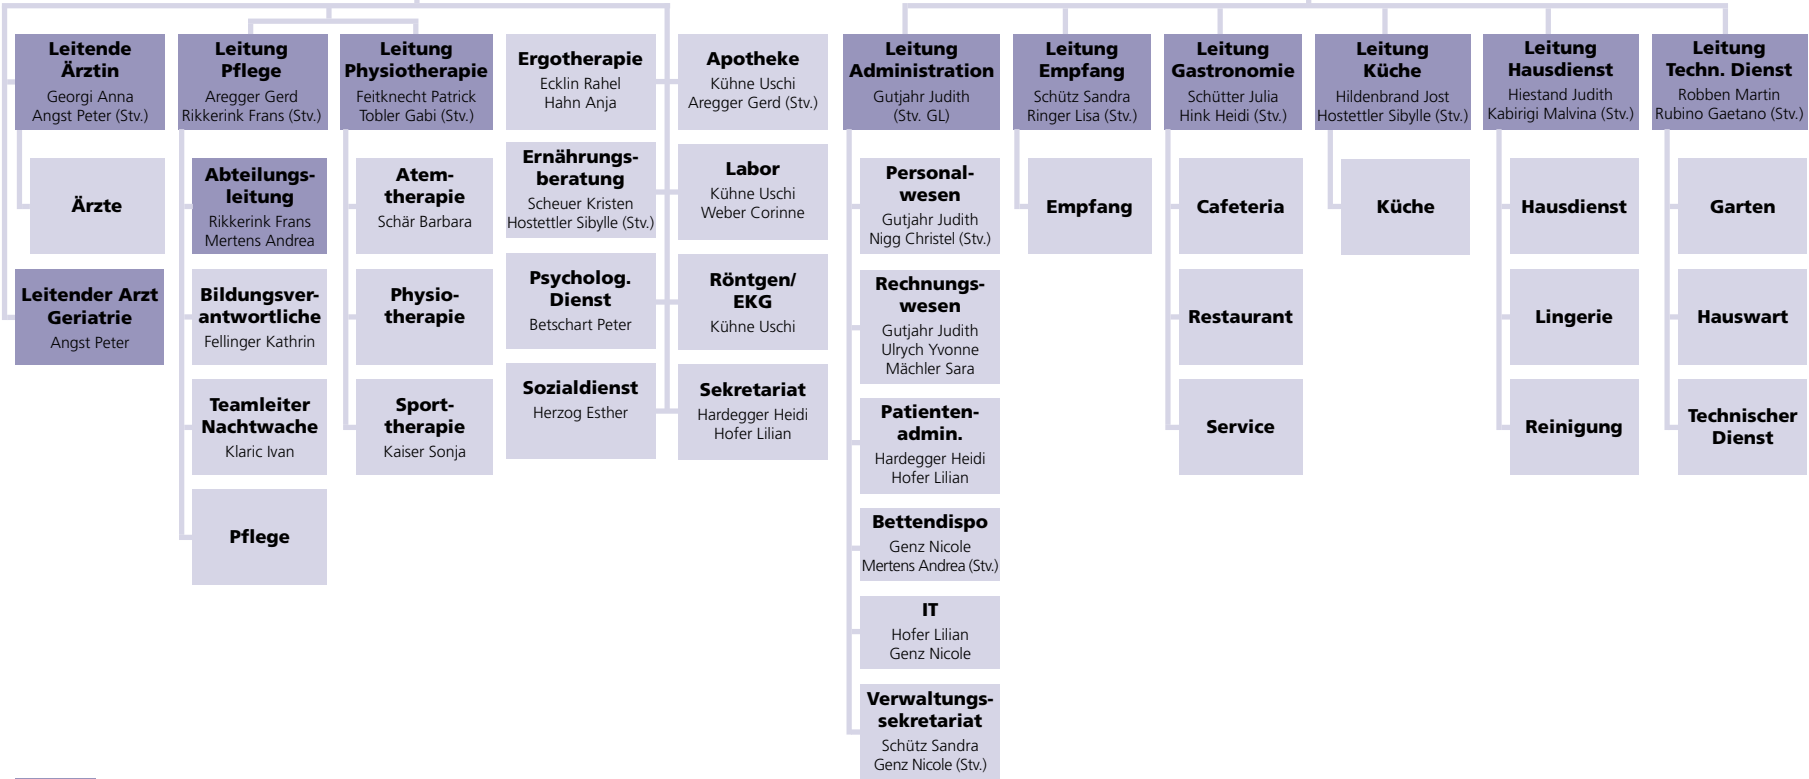 Leitende
Ärztin
Georgi Anna
Angst Peter (Stv.)
Ärzte
Leitender Arzt
Geriatrie
Angst Peter
Leitung
Pflege
Aregger Gerd
Rikkerink Frans (Stv.)
Abteilungs-
leitung
Rikkerink Frans
Mertens Andrea
Bildungsver-
antwortliche
Fellinger Kathrin
Teamleiter
Nachtwache
Klaric Ivan
Pflege
Leitung
Physiotherapie
Feitknecht Patrick
Tobler Gabi (Stv.)
Atem-
therapie
Schär Barbara
Physio-
therapie
Sport-
therapie
Kaiser Sonja
Ergotherapie
Ecklin Rahel
Hahn Anja
Ernährungs-
beratung
Scheuer Kristen
Hostettler Sibylle (Stv.)
Psycholog.
Dienst
Betschart Peter
Sozialdienst
Herzog Esther
Apotheke
Kühne Uschi
Aregger Gerd (Stv.)
Labor
Kühne Uschi
Weber Corinne
Röntgen/
EKG
Kühne Uschi
Sekretariat
Hardegger Heidi
Hofer Lilian
Leitung
Administration
Gutjahr Judith
(Stv. GL)
Personal-
wesen
Gutjahr Judith
Nigg Christel (Stv.)
Rechnungs-
wesen
Gutjahr Judith
Ulrych Yvonne
Mächler Sara
Patienten-
admin.
Hardegger Heidi
Hofer Lilian
Bettendispo
Genz Nicole
Mertens Andrea (Stv.)
IT
Hofer Lilian
Genz Nicole
Verwaltungs-
sekretariat
Schütz Sandra
Genz Nicole (Stv.)
Leitung
Empfang
Schütz Sandra
Ringer Lisa (Stv.)
Empfang
Leitung
Gastronomie
Schütter Julia
Hink Heidi (Stv.)
Cafeteria
Restaurant
Service
Leitung
Küche
Hildenbrand Jost
Hostettler Sibylle (Stv.)
Küche
Leitung
Hausdienst
Hiestand Judith
Kabirigi Malvina (Stv.)
Hausdienst
Lingerie
Reinigung
Leitung
Techn. Dienst
Robben Martin
Rubino Gaetano (Stv.)
Garten
Hauswart
Technischer
Dienst